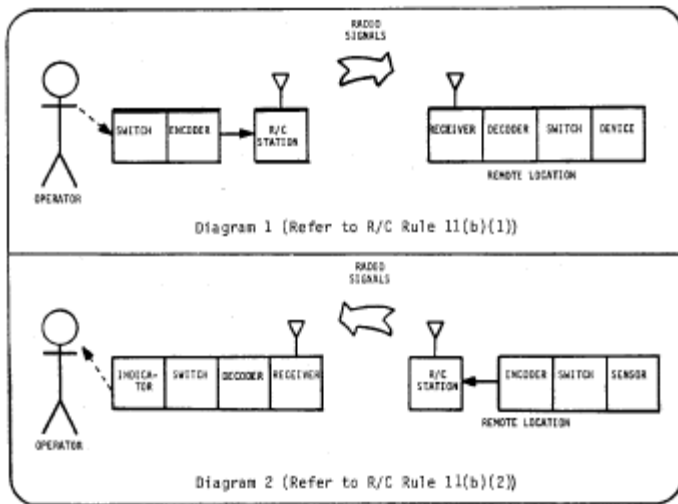 RADIO
SIGNALS
SWITCH ENCODER
R/C
STATION
RECEIVER DECODER SWITCH DEVICE
REMOTE LOCATION
OPERATOR
Diagram 1 (Refer to R/C Rule 11(b)(1))
RADIO
SIGNALS
INDICA-
TOR
SWITCH DECODER RECEIVER
R/C
STATION
ENCODER SWITCH SENSOR
REMOTE LOCATION
OPERATOR
Diagram 2 (Refer to R/C Rule 11(b)(2))